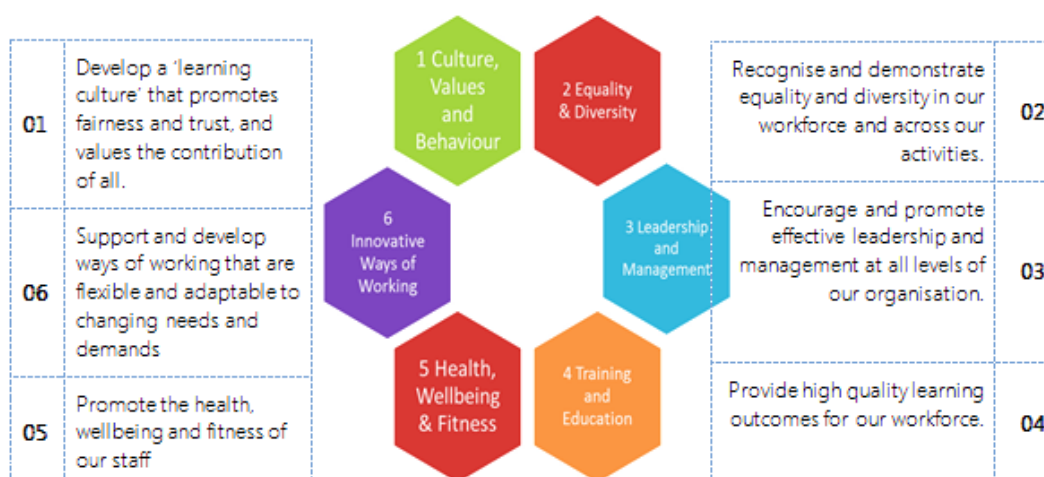 01
Develop a ‘learning
culture’ that promotes
fairness and trust, and
values the contribution
of all.
06
Support and develop
ways of working that are
flexible and adaptable to
changing needs and
demands
05
Promote the health,
wellbeing and fitness of
our staff
1 Culture,
Values
and
Behaviour
2 Equality
& Diversity
6
Innovative
Ways of
Working
3 Leadership
and
Management
5 Health,
Wellbeing
& Fitness
4 Training
and
Education
Recognise and demonstrate
equality and diversity in our
workforce and across our
activities.
02
Encourage and promote
effective leadership and
management at all levels of
our organisation.
03
Provide high quality learning
outcomes for our workforce.
04